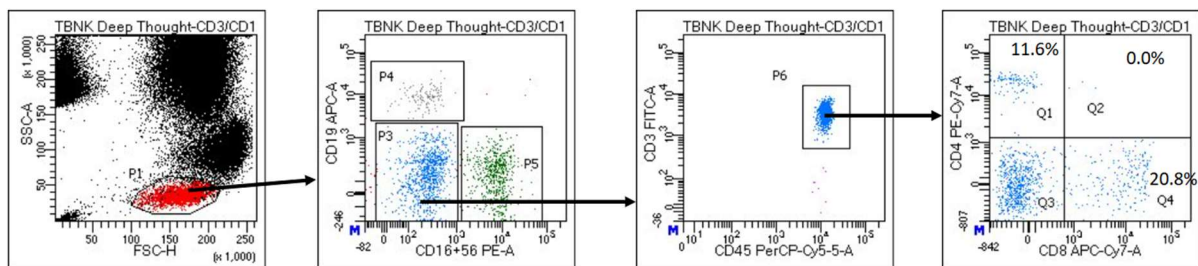 TBNK Deep Thought-CD3/CD1
SSC-A
(x 1,000)
250
200
150
100
50
P1
50 100 150 200 250
FSC-H
(x 1,000)
TBNK Deep Thought-CD3/CD1
CD19 APC-A
10^5
10^4
10^3
0
-246
P4
P3
P5
M
-82 0 10^2 10^3 10^4 10^5
CD16+56 PE-A
TBNK Deep Thought-CD3/CD1
CD3 FITC-A
10^5
10^4
10^3
0
-36
P6
M
0 10^1 10^2 10^3 10^4 10^5
CD45 PerCP-Cy5-5-A
TBNK Deep Thought-CD3/CD1
CD4 PE-Cy7-A
10^5
10^4
10^3
0
-807
11.6%
0.0%
Q1
Q2
20.8%
Q3
Q4
M
-842 0 10^3 10^4 10^5
CD8 APC-Cy7-A